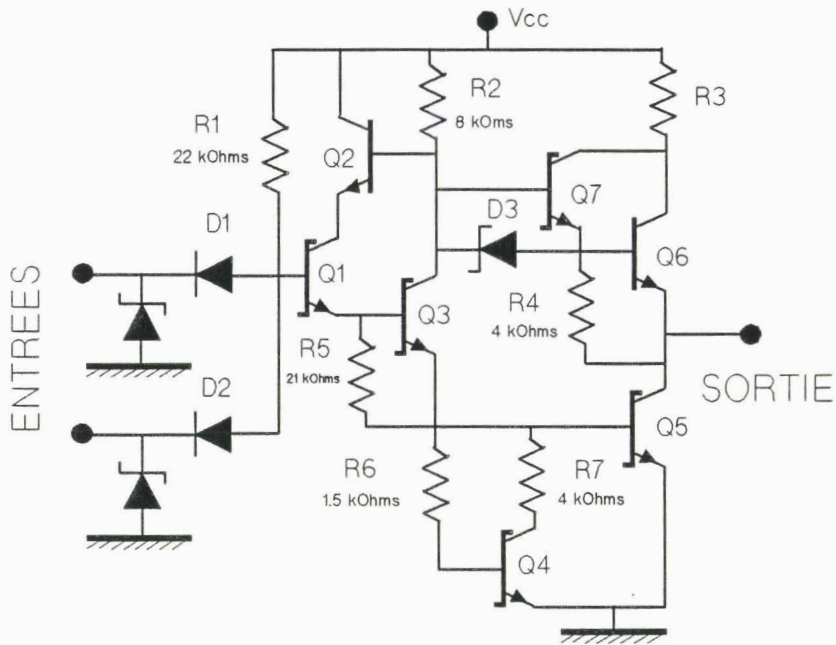 Vcc
R1
22 kOhms
R2
8 kOms
R3
Q2
Q7
D1
D3
Q1
Q3
Q6
R4
4 kOhms
R5
21 kOhms
ENTREES
SORTIE
D2
Q5
R6
1.5 kOhms
R7
4 kOhms
Q4